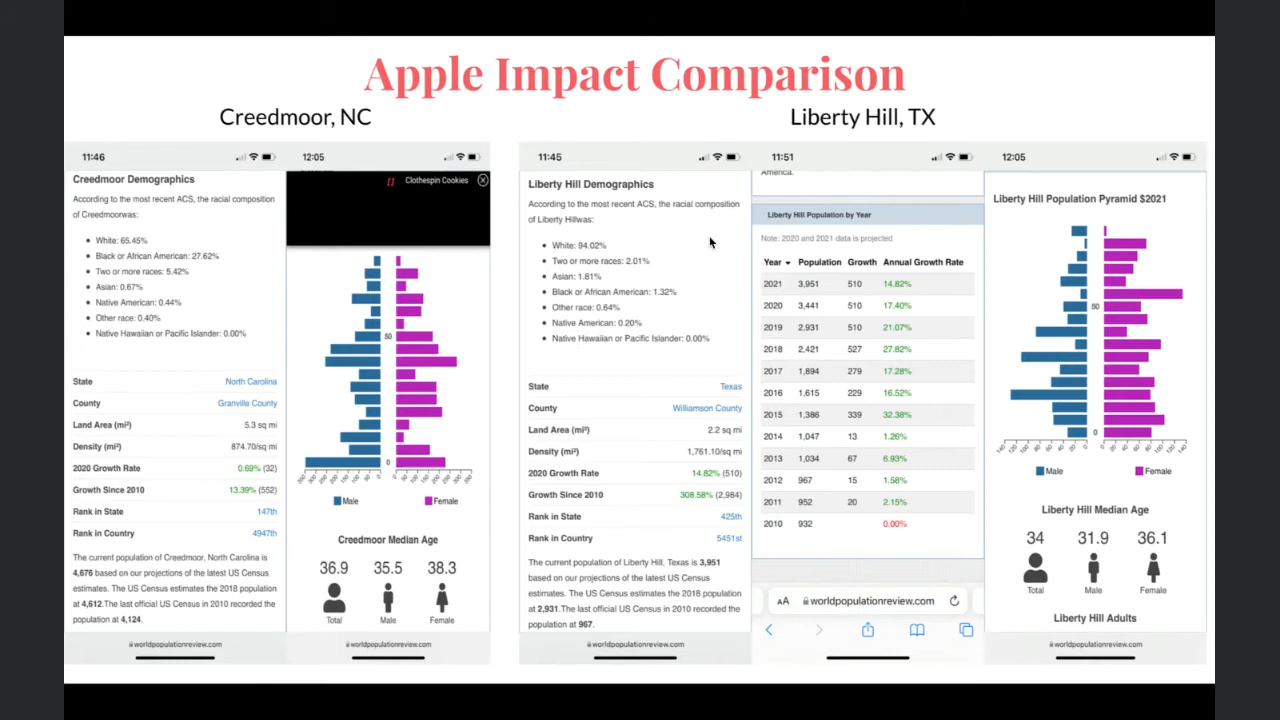 Apple Impact Comparison
Creedmoor, NC
11:46
Creedmoor Demographics
According to the most recent ACS, the racial composition
of Creedmoorwas:
White: 65.45%
Black or African American: 27.62%
Two or more races: 5.42%
Asian: 0.67%
Native American: 0.44%
Other race: 0.40%
Native Hawaiian or Pacific Islander: 0.00%
State North Carolina
County Granville County
Land Area (mi²) 5.3 sq mi
Density (mi²) 874.70/sq mi
2020 Growth Rate 0.69% (32)
Growth Since 2010 13.39% (552)
Rank in State 147th
Rank in Country 4947th
The current population of Creedmoor, North Carolina is
4,676 based on our projections of the latest US Census
estimates. The US Census estimates the 2018 population
at 4,612.The last official US Census in 2010 recorded the
population at 4,124.
worldpopulationreview.com
12:05
Clothespin Cookies
50
0
Male
Female
Creedmoor Median Age
36.9 35.5 38.3
Total Male Female
worldpopulationreview.com
Liberty Hill, TX
11:45
Liberty Hill Demographics
According to the most recent ACS, the racial composition
of Liberty Hillwas:
White: 94.02%
Two or more races: 2.01%
Asian: 1.81%
Black or African American: 1.32%
Other race: 0.64%
Native American: 0.20%
Native Hawaiian or Pacific Islander: 0.00%
State Texas
County Williamson County
Land Area (mi²) 2.2 sq mi
Density (mi²) 1,761.10/sq mi
2020 Growth Rate 14.82% (510)
Growth Since 2010 308.58% (2,984)
Rank in State 425th
Rank in Country 5451st
The current population of Liberty Hill, Texas is 3,951
based on our projections of the latest US Census
estimates. The US Census estimates the 2018 population
at 2,931.The last official US Census in 2010 recorded the
population at 967.
worldpopulationreview.com
11:51
America.
Liberty Hill Population by Year
Note: 2020 and 2021 data is projected
Year Population Growth Annual Growth Rate
2021 3,951 510 14.82%
2020 3,441 510 17.40%
2019 2,931 510 21.07%
2018 2,421 527 27.82%
2017 1,894 279 17.28%
2016 1,615 229 16.52%
2015 1,386 339 32.38%
2014 1,047 13 1.26%
2013 1,034 67 6.93%
2012 967 15 1.58%
2011 952 20 2.15%
2010 932 0.00%
AA worldpopulationreview.com
12:05
Liberty Hill Population Pyramid $2021
50
0
Male
Female
Liberty Hill Median Age
34 31.9 36.1
Total Male Female
Liberty Hill Adults
worldpopulationreview.com